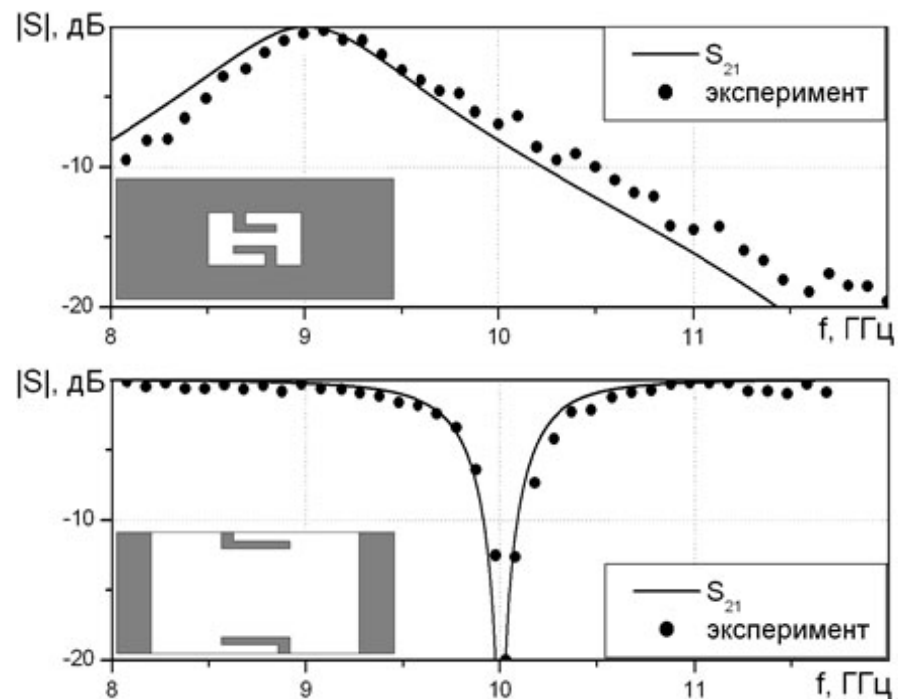 |S|, дБ
S21
эксперимент
-10
-20
8
9
10
11
f, ГГц
|S|, дБ
-10
S21
эксперимент
-20
8
9
10
11
f, ГГц